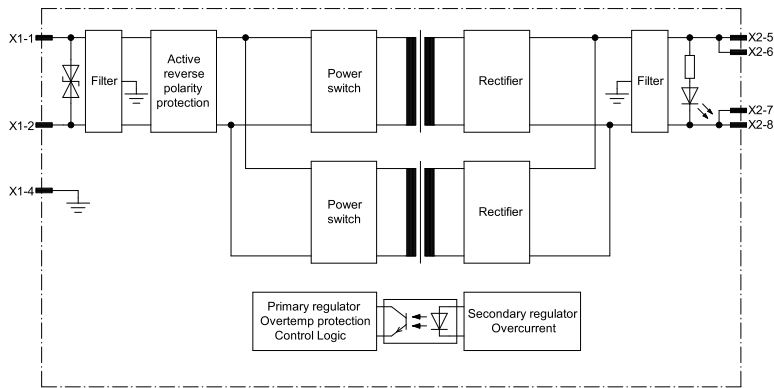 X1-1
X1-2
X1-4
Filter
Active
reverse
polarity
protection
Power
switch
Rectifier
Filter
X2-5
X2-6
X2-7
X2-8
Power
switch
Rectifier
Primary regulator
Overtemp protection
Control Logic
Secondary regulator
Overcurrent